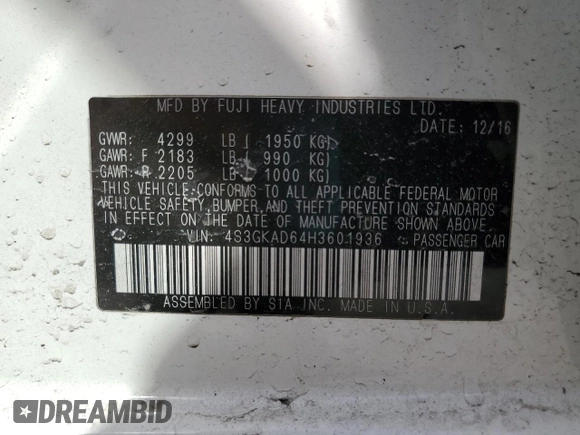 MFD BY FUJI HEAVY INDUSTRIES LTD.
DATE: 12/16
GVWR: 4299 LB ( 1950 KG)
GAWR: F 2183 LB ( 990 KG)
GAWR: R 2205 LB ( 1000 KG)
THIS VEHICLE CONFORMS TO ALL APPLICABLE FEDERAL MOTOR
VEHICLE SAFETY, BUMPER, AND THEFT PREVENTION STANDARDS
IN EFFECT ON THE DATE OF MANUFACTURE SHOWN ABOVE.
VIN: 4S3GKAD64H3601936 PASSENGER CAR
ASSEMBLED BY SIA, INC. MADE IN U.S.A.
DREAMBID